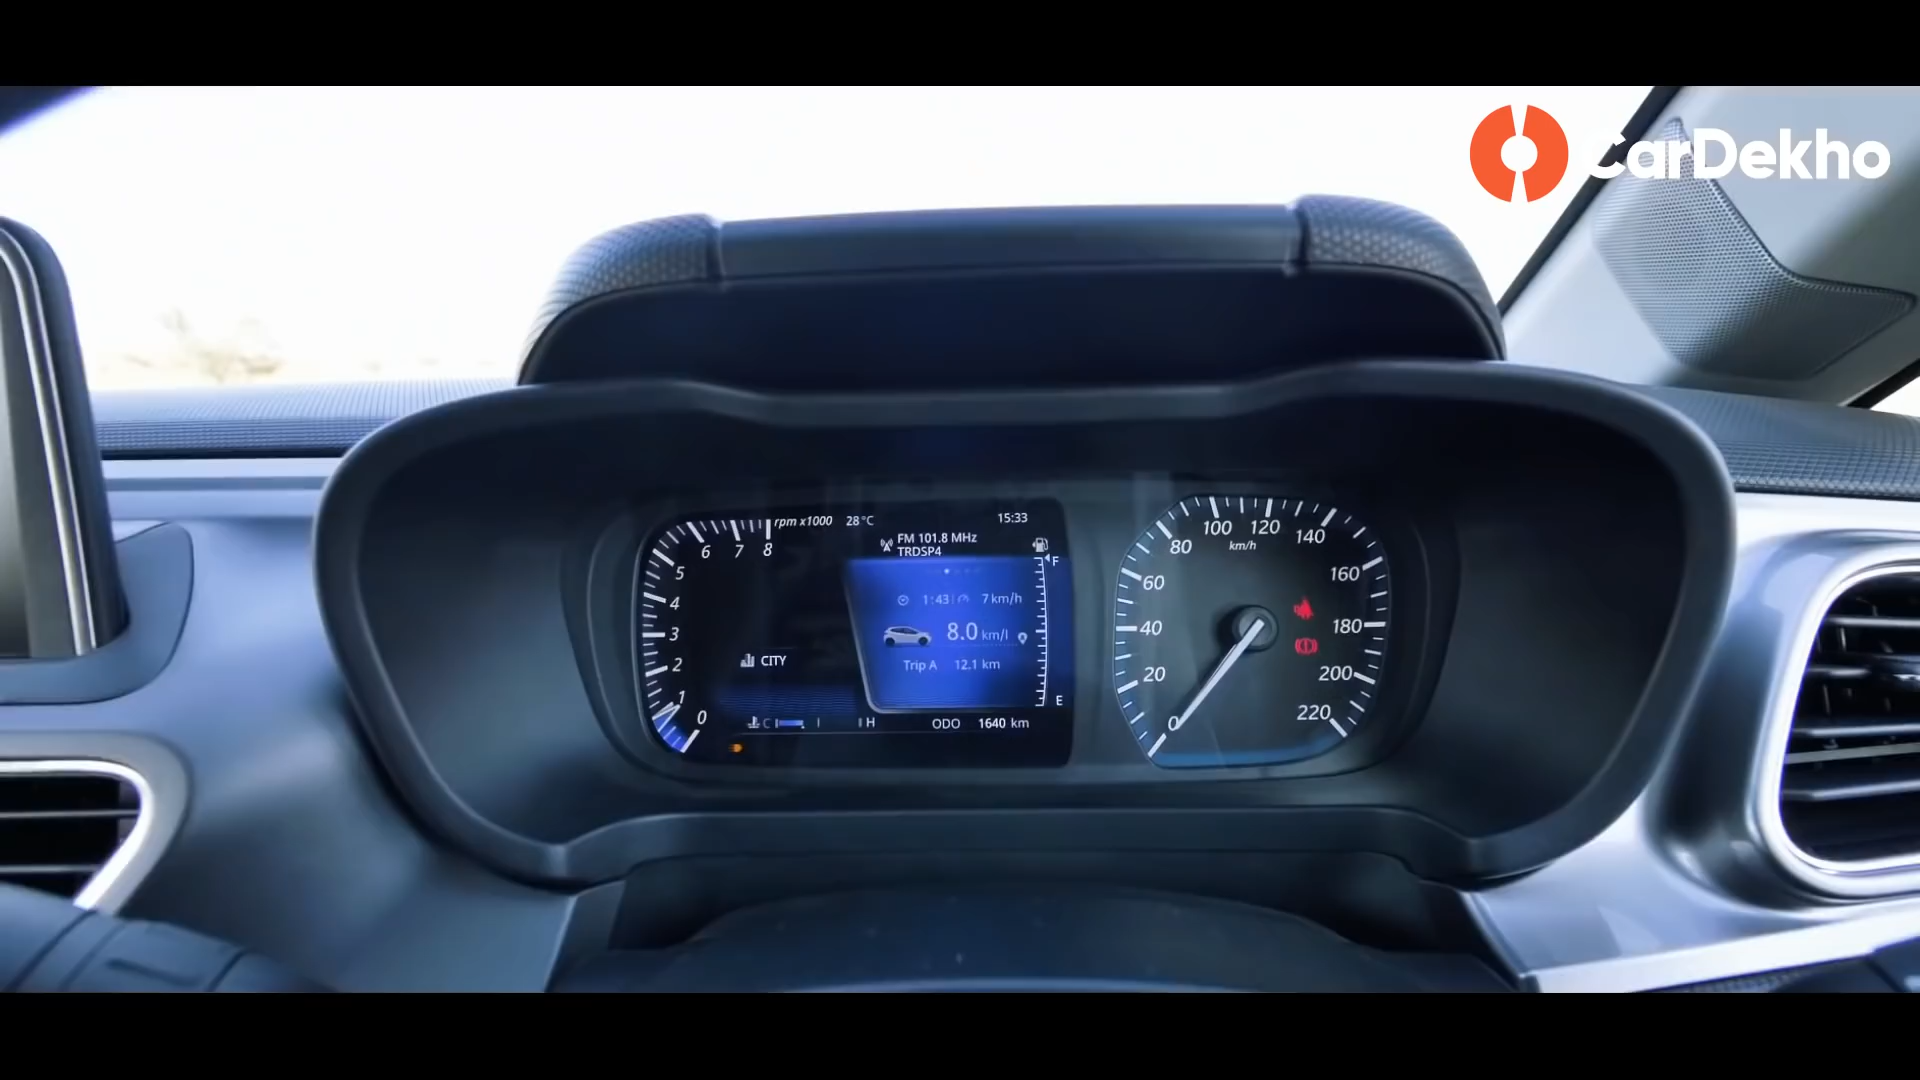 CarDekho
rpm x1000 28°C 15:33
FM 101.8 MHz
TRDSP4
8
7
6
5
4
3
2
1
0
F
1:43 7 km/h
8.0 km/l
Trip A 12.1 km
E
CITY
C H ODO 1640 km
0
20
40
60
80
100
120
140
160
180
200
220
km/h